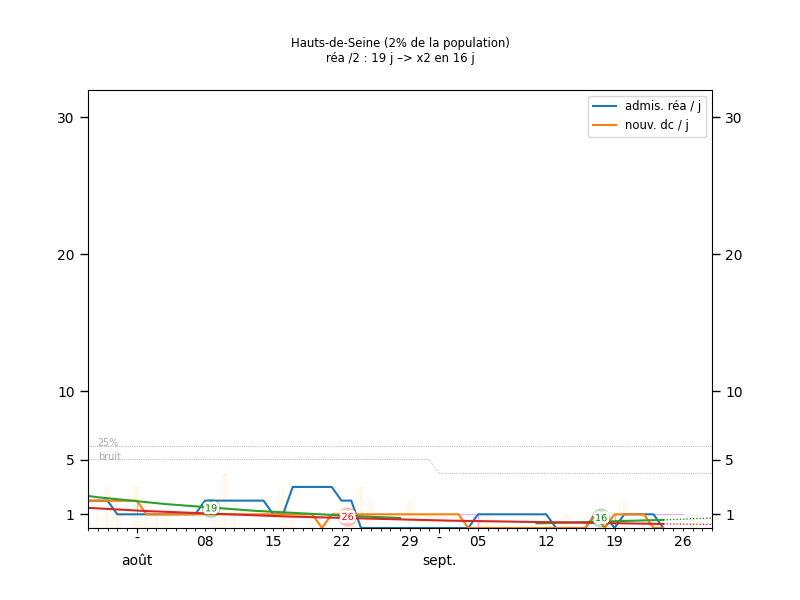 Hauts-de-Seine (2% de la population)
réa /2 : 19 j –> x2 en 16 j
admis. réa / j
nouv. dc / j
30
30
20
20
10
10
25%
bruit
5
5
1
1
19
26
16
- 08 15 22 29 - 05 12 19 26
août
sept.